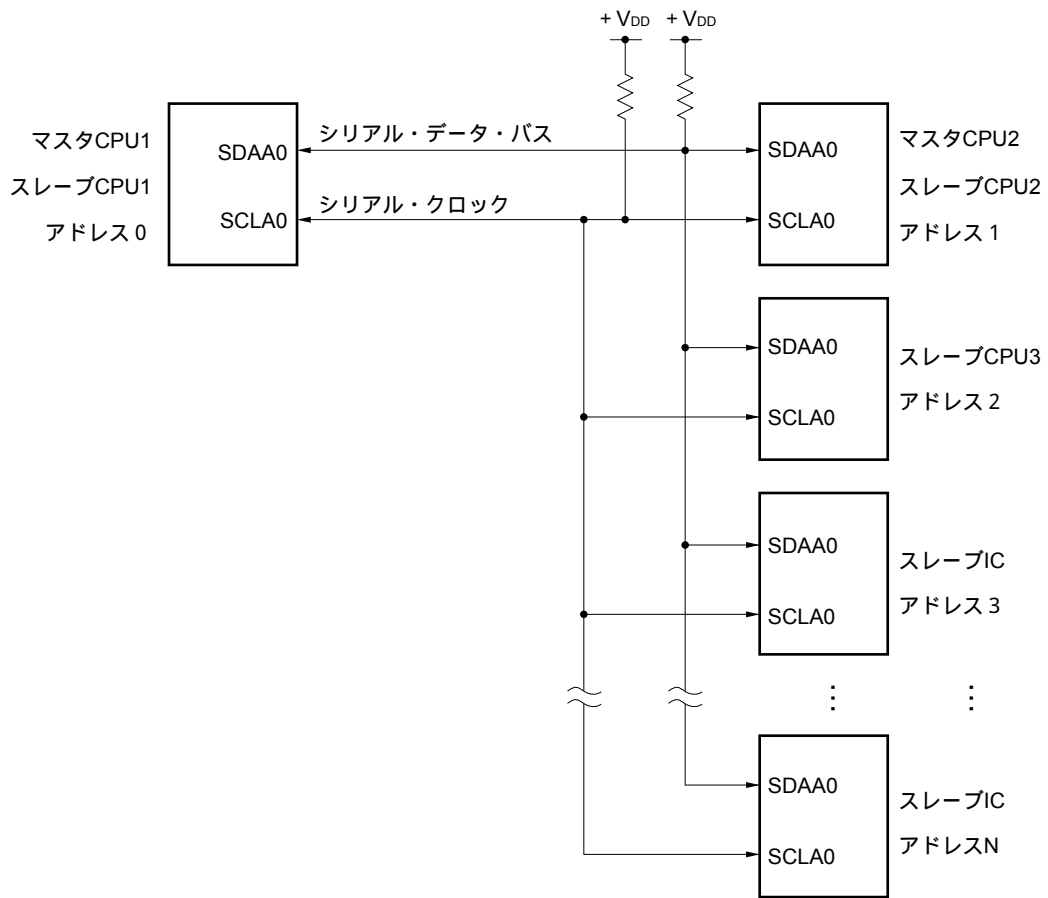 + VDD + VDD
マスタCPU1
スレーブCPU1
アドレス 0
SDAA0
SCLA0
シリアル・データ・バス
シリアル・クロック
SDAA0
SCLA0
マスタCPU2
スレーブCPU2
アドレス 1
SDAA0
SCLA0
スレーブCPU3
アドレス 2
SDAA0
SCLA0
スレーブIC
アドレス 3
SDAA0
SCLA0
スレーブIC
アドレスN